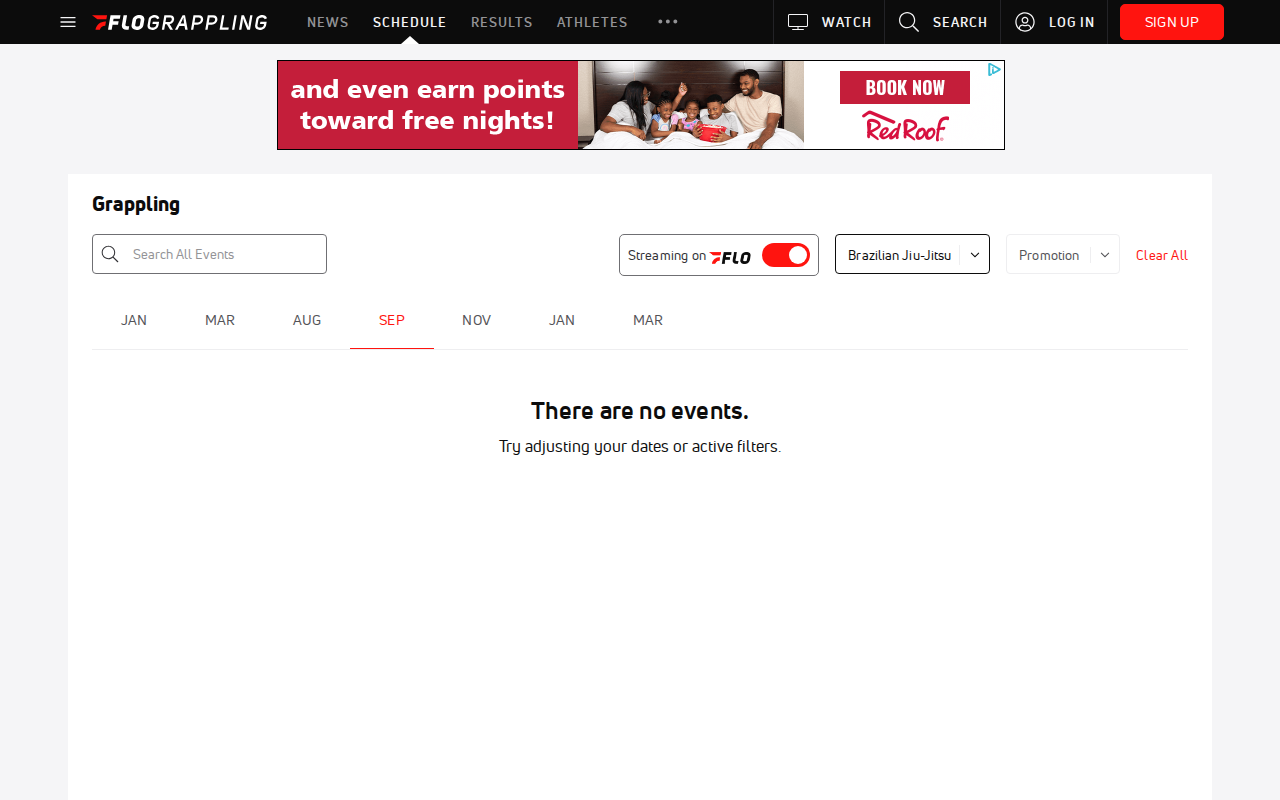 FLOGRAPPLING
NEWS
SCHEDULE
RESULTS
ATHLETES
WATCH
SEARCH
LOG IN
SIGN UP
and even earn points
toward free nights!
BOOK NOW
Red Roof
Grappling
Search All Events
Streaming on FLO
Brazilian Jiu-Jitsu
Promotion
Clear All
JAN
MAR
AUG
SEP
NOV
JAN
MAR
There are no events.
Try adjusting your dates or active filters.